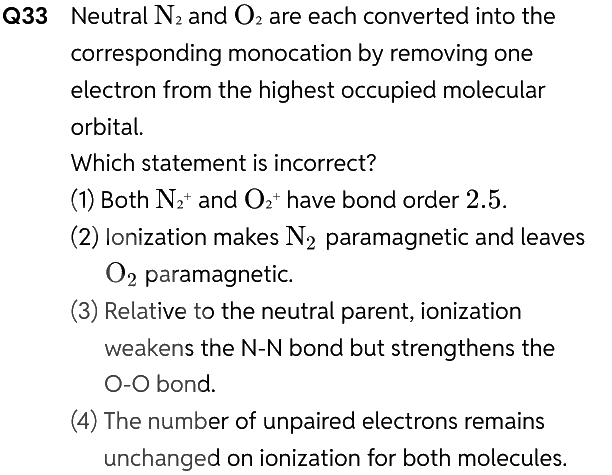 Q33 Neutral N₂ and O₂ are each converted into the
corresponding monocation by removing one
electron from the highest occupied molecular
orbital.
Which statement is incorrect?
(1) Both N₂⁺ and O₂⁺ have bond order 2.5.
(2) Ionization makes N₂ paramagnetic and leaves
O₂ paramagnetic.
(3) Relative to the neutral parent, ionization
weakens the N-N bond but strengthens the
O-O bond.
(4) The number of unpaired electrons remains
unchanged on ionization for both molecules.